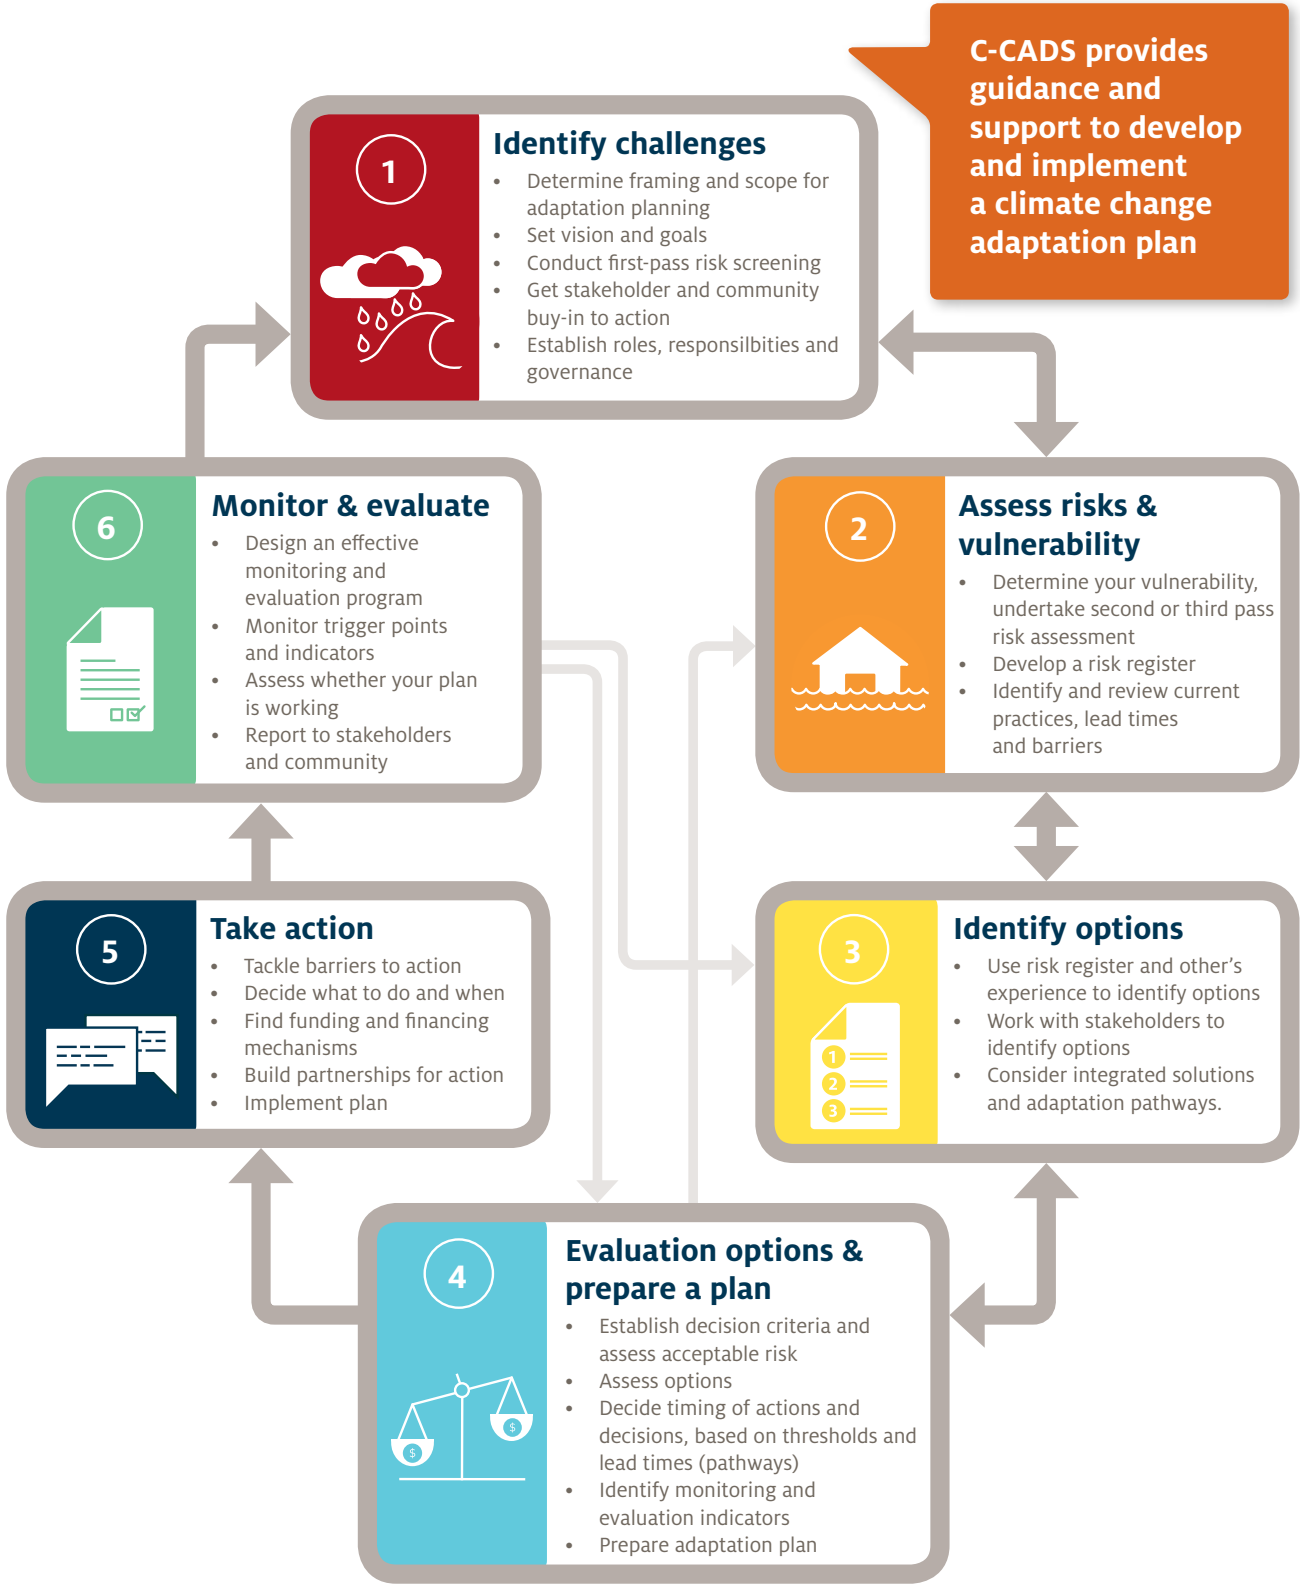 C-CADS provides
guidance and
support to develop
and implement
a climate change
adaptation plan
1
Identify challenges
• Determine framing and scope for
adaptation planning
• Set vision and goals
• Conduct first-pass risk screening
• Get stakeholder and community
buy-in to action
• Establish roles, responsilbities and
governance
2
Assess risks &
vulnerability
• Determine your vulnerability,
undertake second or third pass
risk assessment
• Develop a risk register
• Identify and review current
practices, lead times
and barriers
3
1
2
3
Identify options
• Use risk register and other’s
experience to identify options
• Work with stakeholders to
identify options
• Consider integrated solutions
and adaptation pathways.
4
$
$
Evaluation options &
prepare a plan
• Establish decision criteria and
assess acceptable risk
• Assess options
• Decide timing of actions and
decisions, based on thresholds and
lead times (pathways)
• Identify monitoring and
evaluation indicators
• Prepare adaptation plan
5
Take action
• Tackle barriers to action
• Decide what to do and when
• Find funding and financing
mechanisms
• Build partnerships for action
• Implement plan
6
Monitor & evaluate
• Design an effective
monitoring and
evaluation program
• Monitor trigger points
and indicators
• Assess whether your plan
is working
• Report to stakeholders
and community